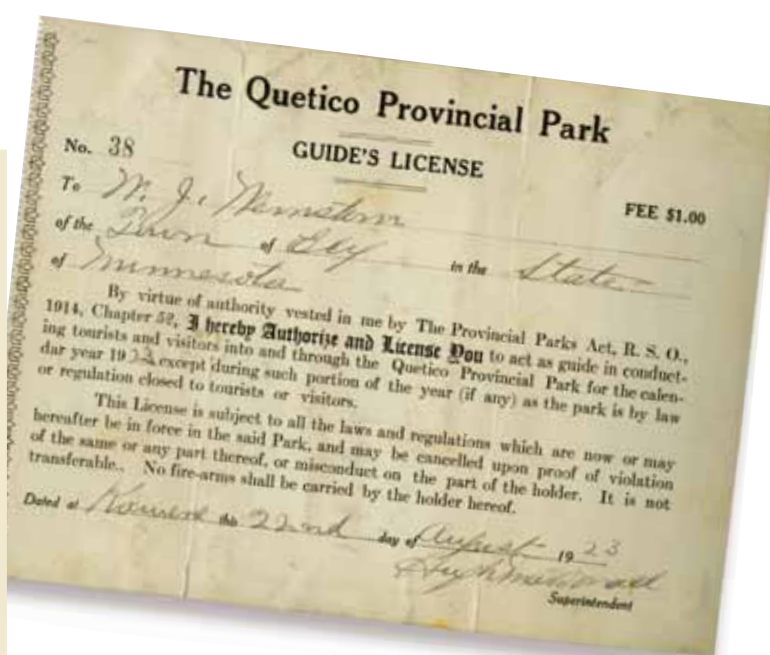 The Quetico Provincial Park
GUIDE'S LICENSE
No. 38
FEE $1.00
To W. J.
of the Town of Ely in the State
of Minnesota
By virtue of authority vested in me by The Provincial Parks Act, R. S. O.,
1914, Chapter 52, I hereby Authorize and License You to act as guide in conduct-
ing tourists and visitors into and through the Quetico Provincial Park for the calen-
dar year 19 except during such portion of the year (if any) as the park is by law
or regulation closed to tourists or visitors.
This License is subject to all the laws and regulations which are now or may
hereafter be in force in the said Park, and may be cancelled upon proof of violation
of the same or any part thereof, or misconduct on the part of the holder. It is not
transferable.. No fire-arms shall be carried by the holder hereof.
Dated at this 22nd day of August 1923
Hugh
Superintendent